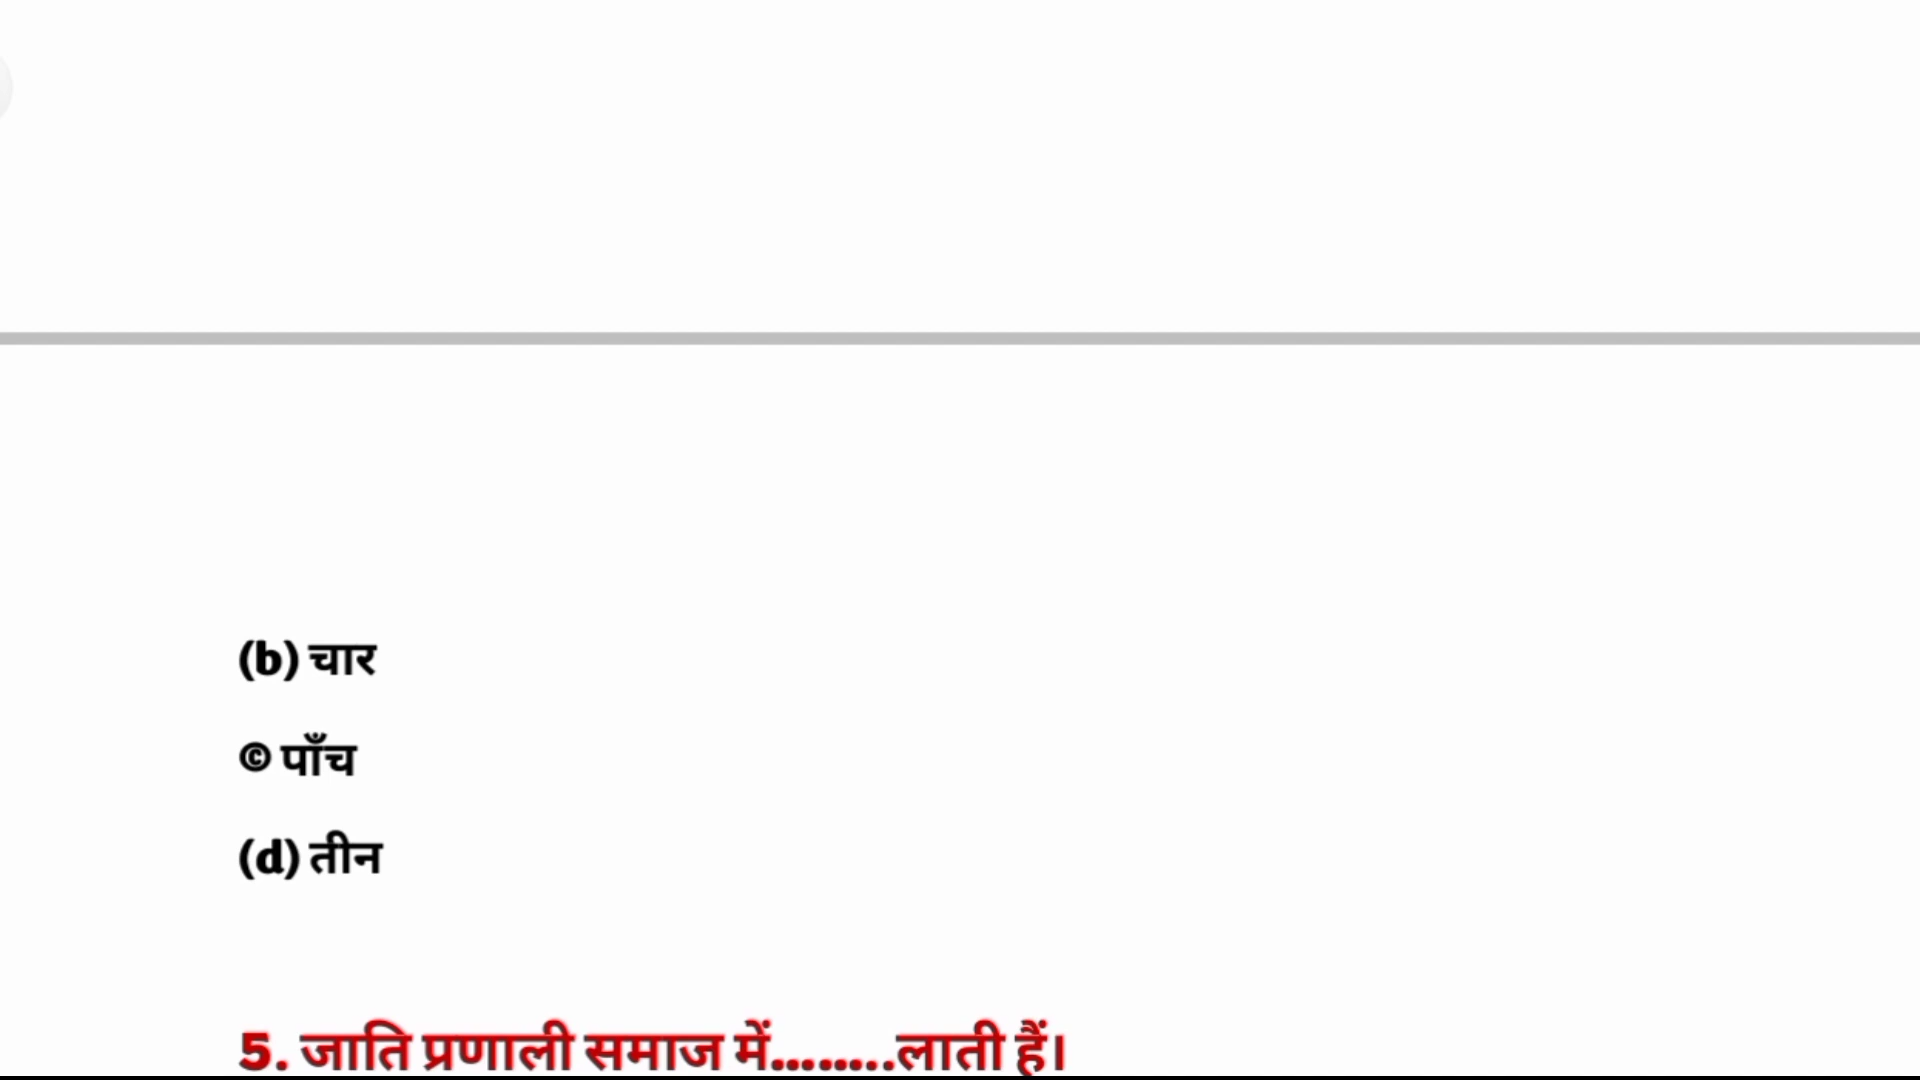 (b) चार
© पाँच
(d) तीन
5. जाति प्रणाली समाज में........लाती हैं।